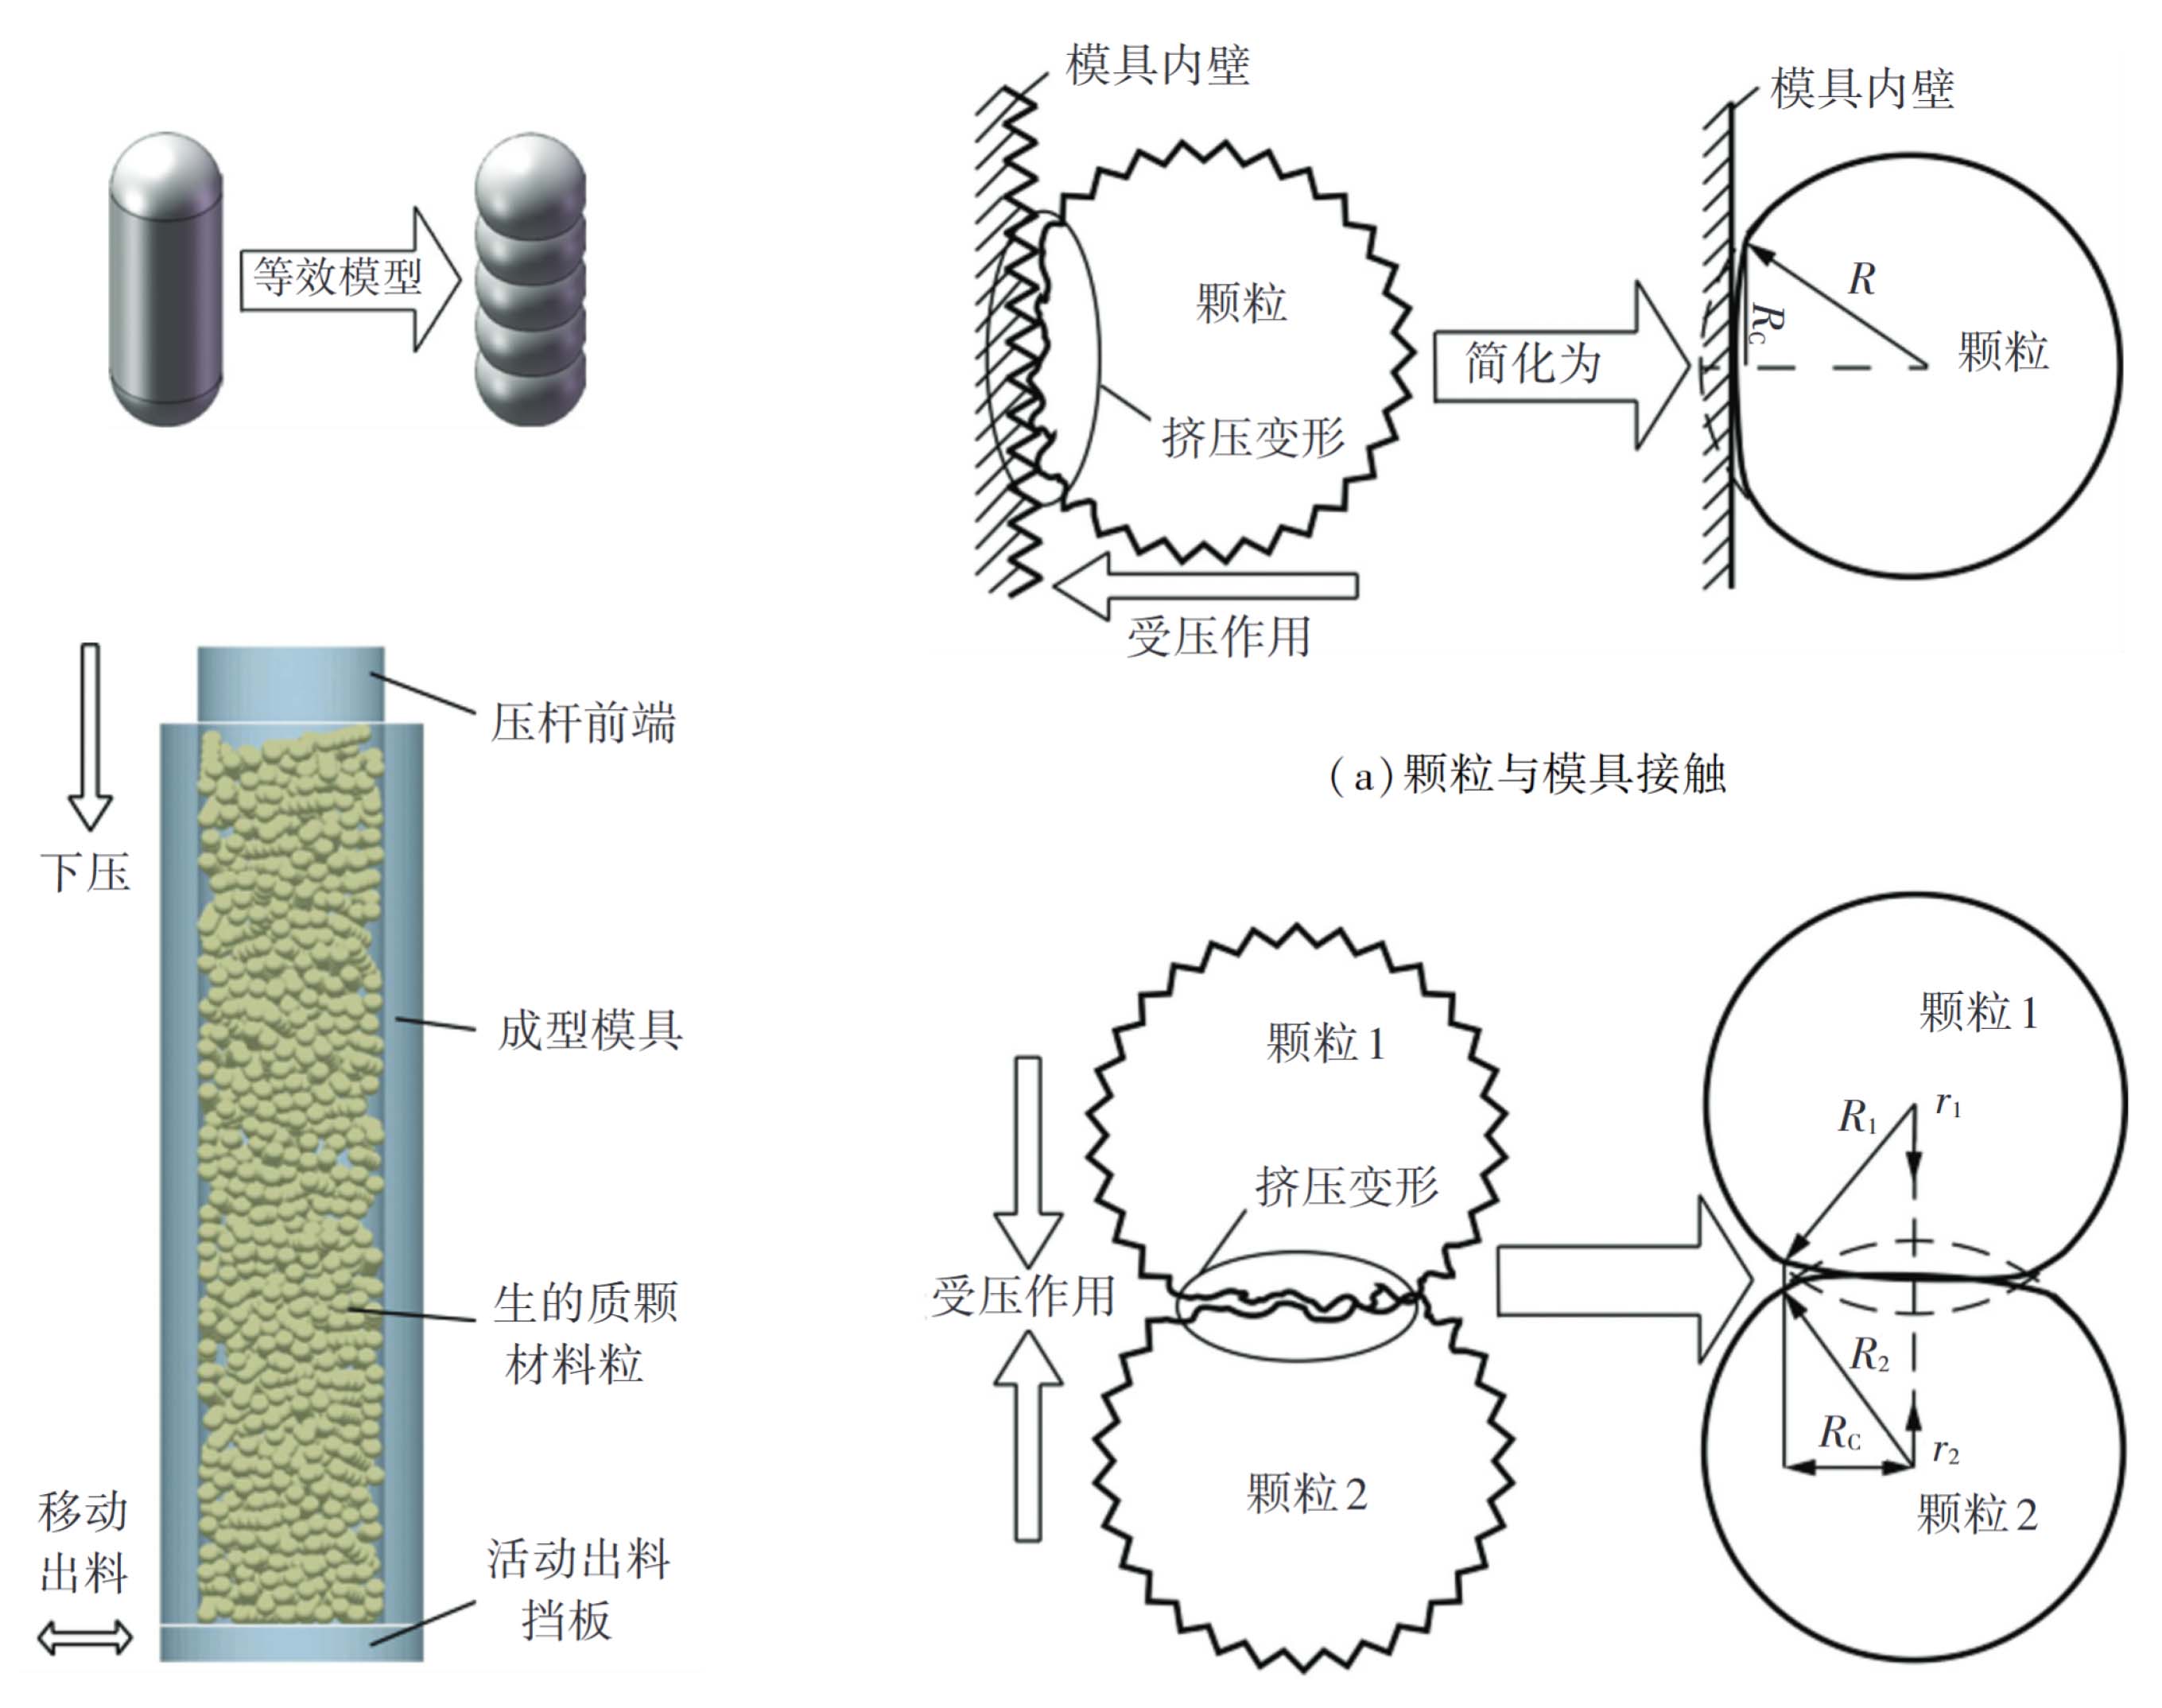 等效模型
压杆前端
下压
成型模具
生的质颗
材料粒
移动
出料
活动出料
挡板
模具内壁
颗粒
挤压变形
受压作用
简化为
模具内壁
R
R_C
颗粒
(a)颗粒与模具接触
颗粒1
挤压变形
受压作用
颗粒2
颗粒1
R₁
r₁
R₂
R_C
r₂
颗粒2